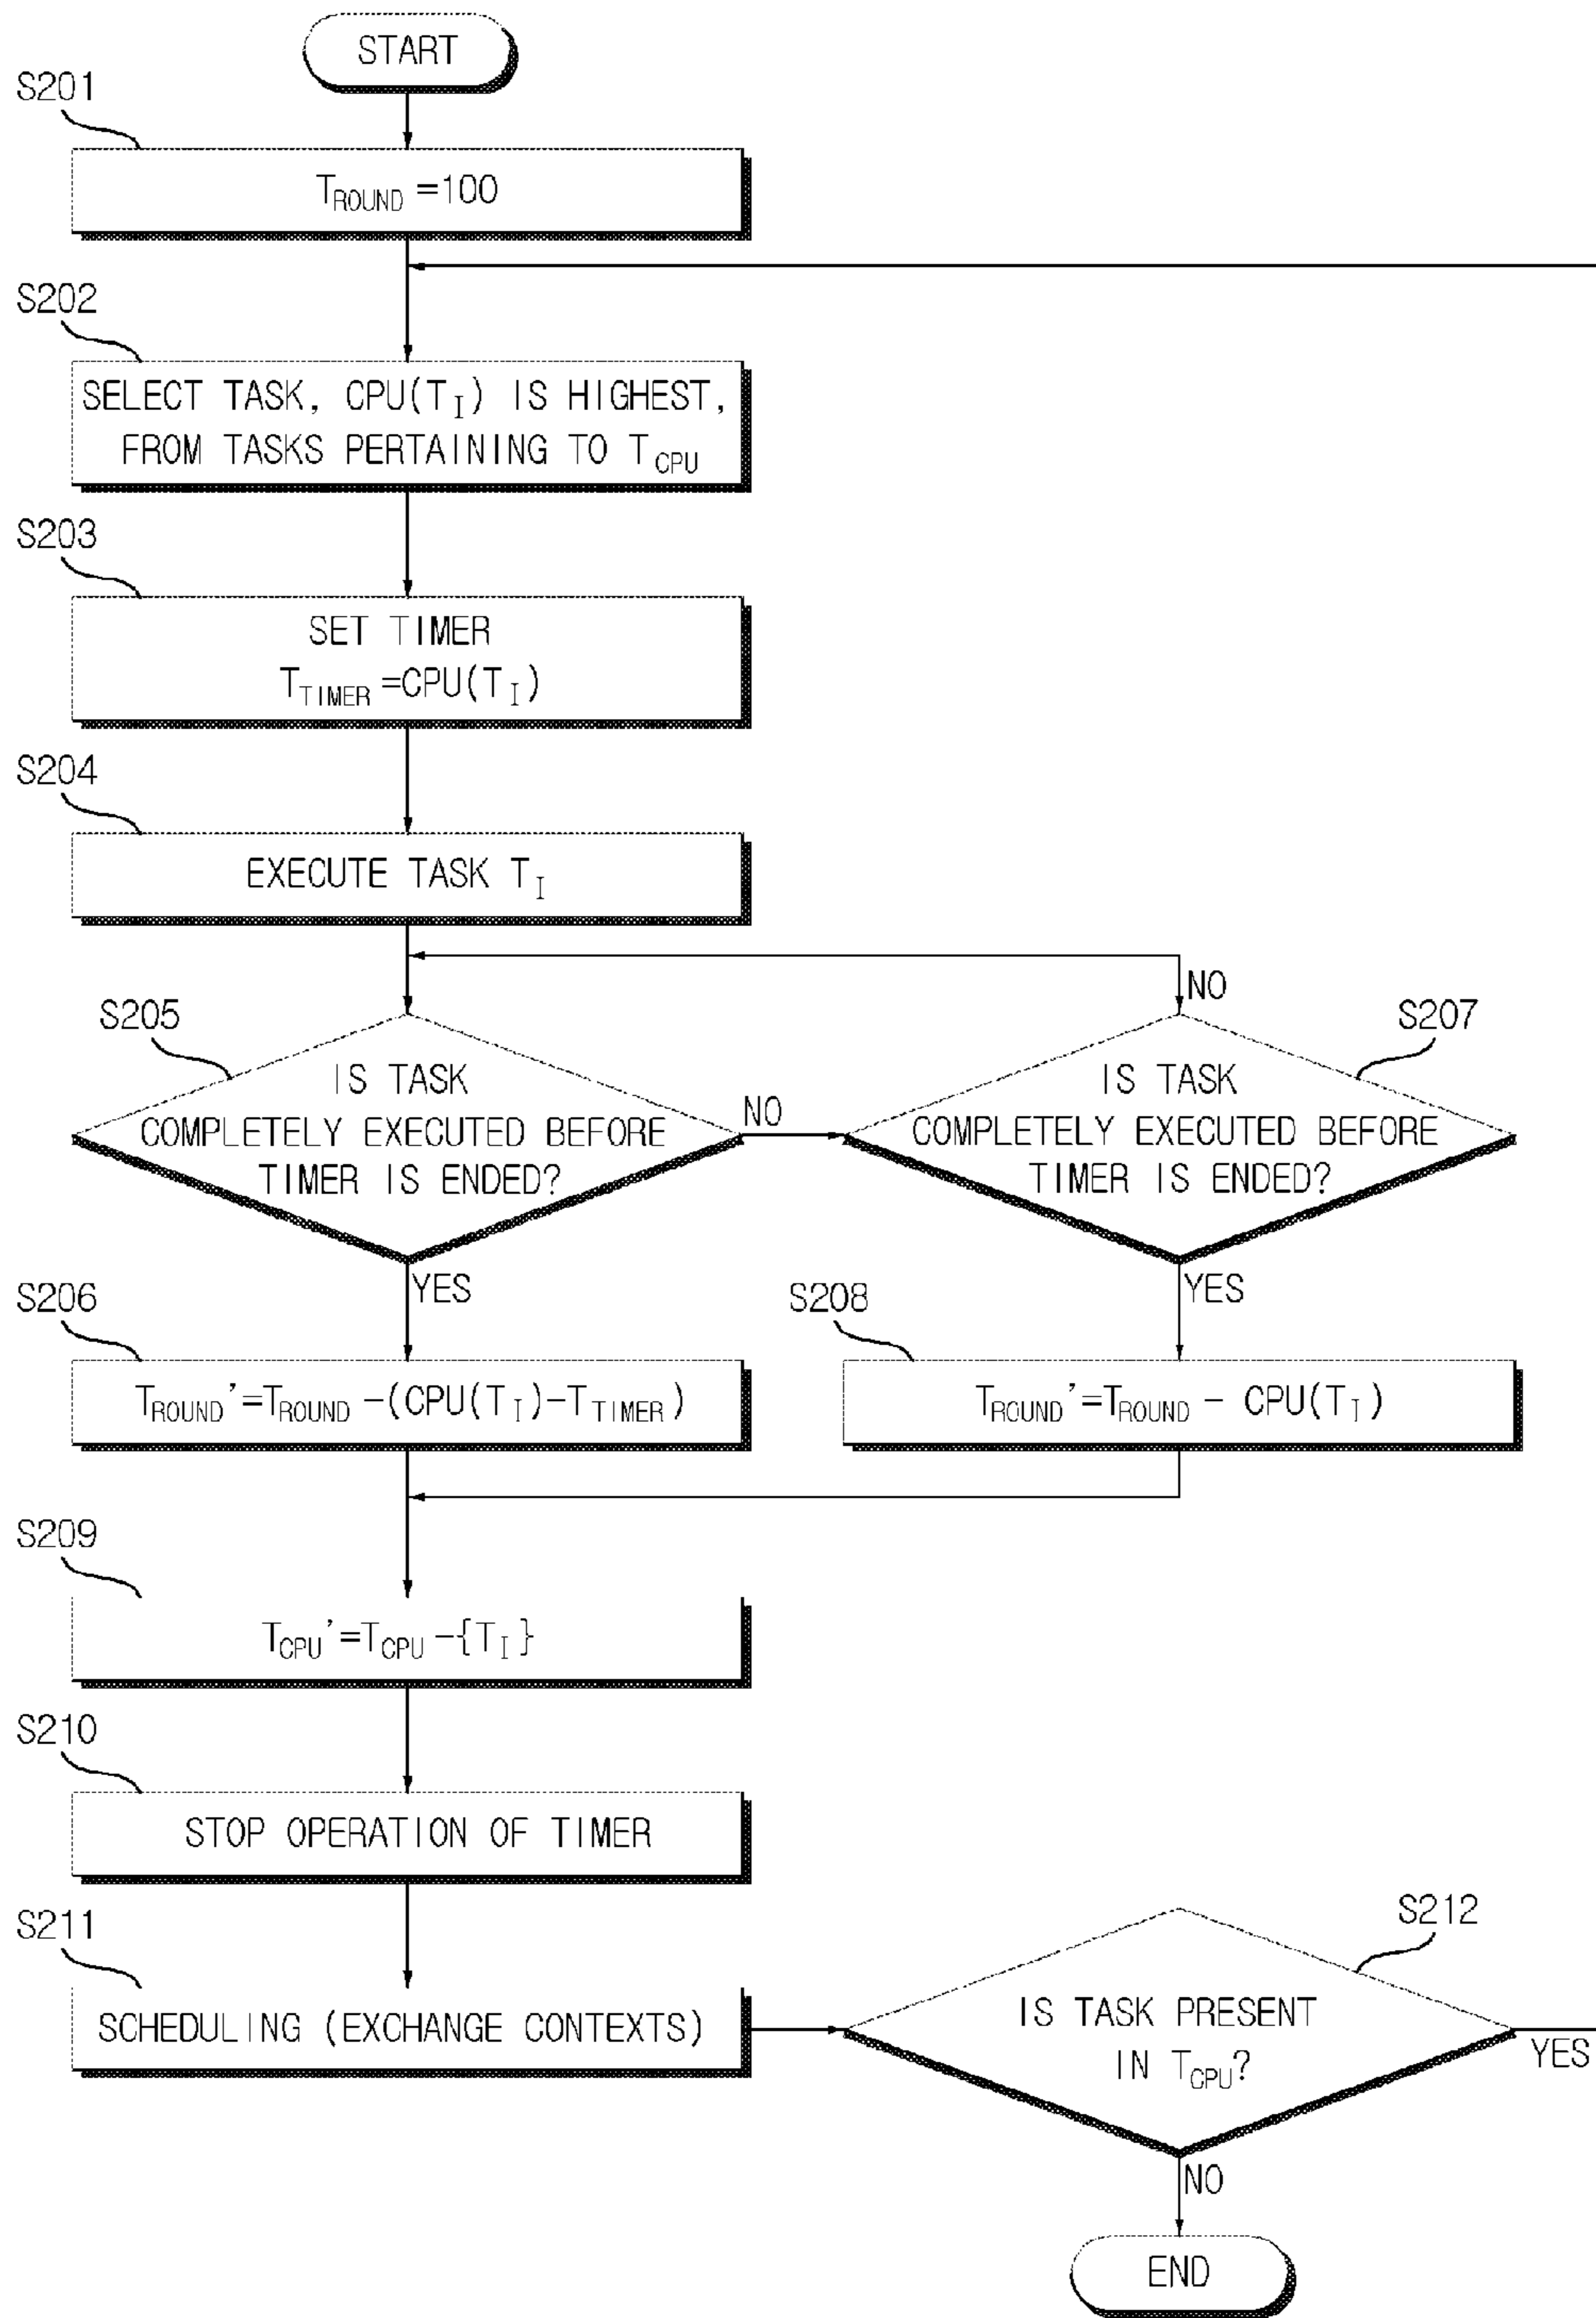 START
S201
T_ROUND =100
S202
SELECT TASK, CPU(T_I) IS HIGHEST,
FROM TASKS PERTAINING TO T_CPU
S203
SET TIMER
T_TIMER =CPU(T_I)
S204
EXECUTE TASK T_I
S205
IS TASK
COMPLETELY EXECUTED BEFORE
TIMER IS ENDED?
NO
YES
S207
NO
IS TASK
COMPLETELY EXECUTED BEFORE
TIMER IS ENDED?
YES
S206
T_ROUND'=T_ROUND -(CPU(T_I)-T_TIMER)
S208
T_ROUND'=T_ROUND - CPU(T_I)
S209
T_CPU'=T_CPU -{T_I}
S210
STOP OPERATION OF TIMER
S211
SCHEDULING (EXCHANGE CONTEXTS)
S212
IS TASK PRESENT
IN T_CPU?
YES
NO
END